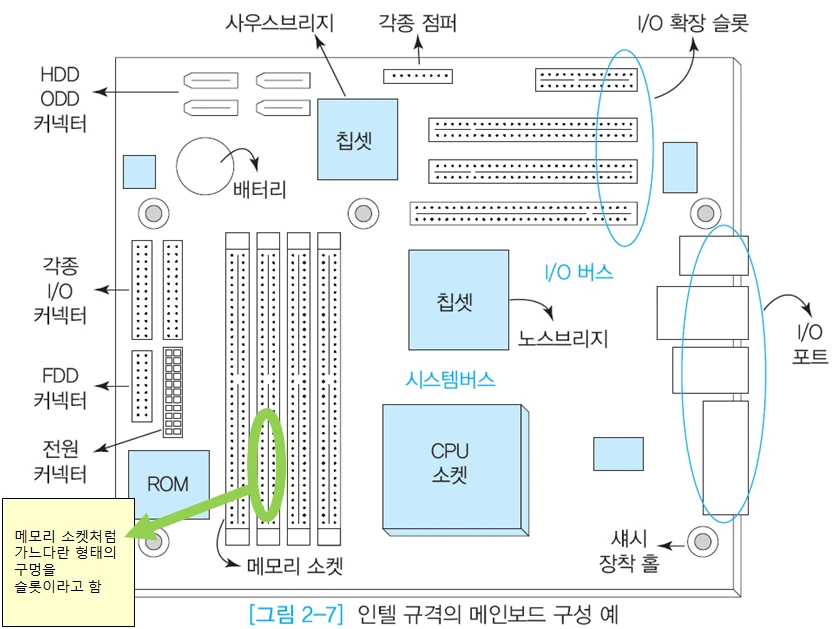 사우스브리지
각종 점퍼
I/O 확장 슬롯
HDD
ODD
커넥터
칩셋
배터리
각종
I/O
커넥터
I/O 버스
칩셋
노스브리지
I/O
포트
시스템버스
FDD
커넥터
전원
커넥터
CPU
소켓
ROM
메모리 소켓처럼
가느다란 형태의
구멍을
슬롯이라고 함
메모리 소켓
섀시
장착 홀
[그림 2-7] 인텔 규격의 메인보드 구성 예